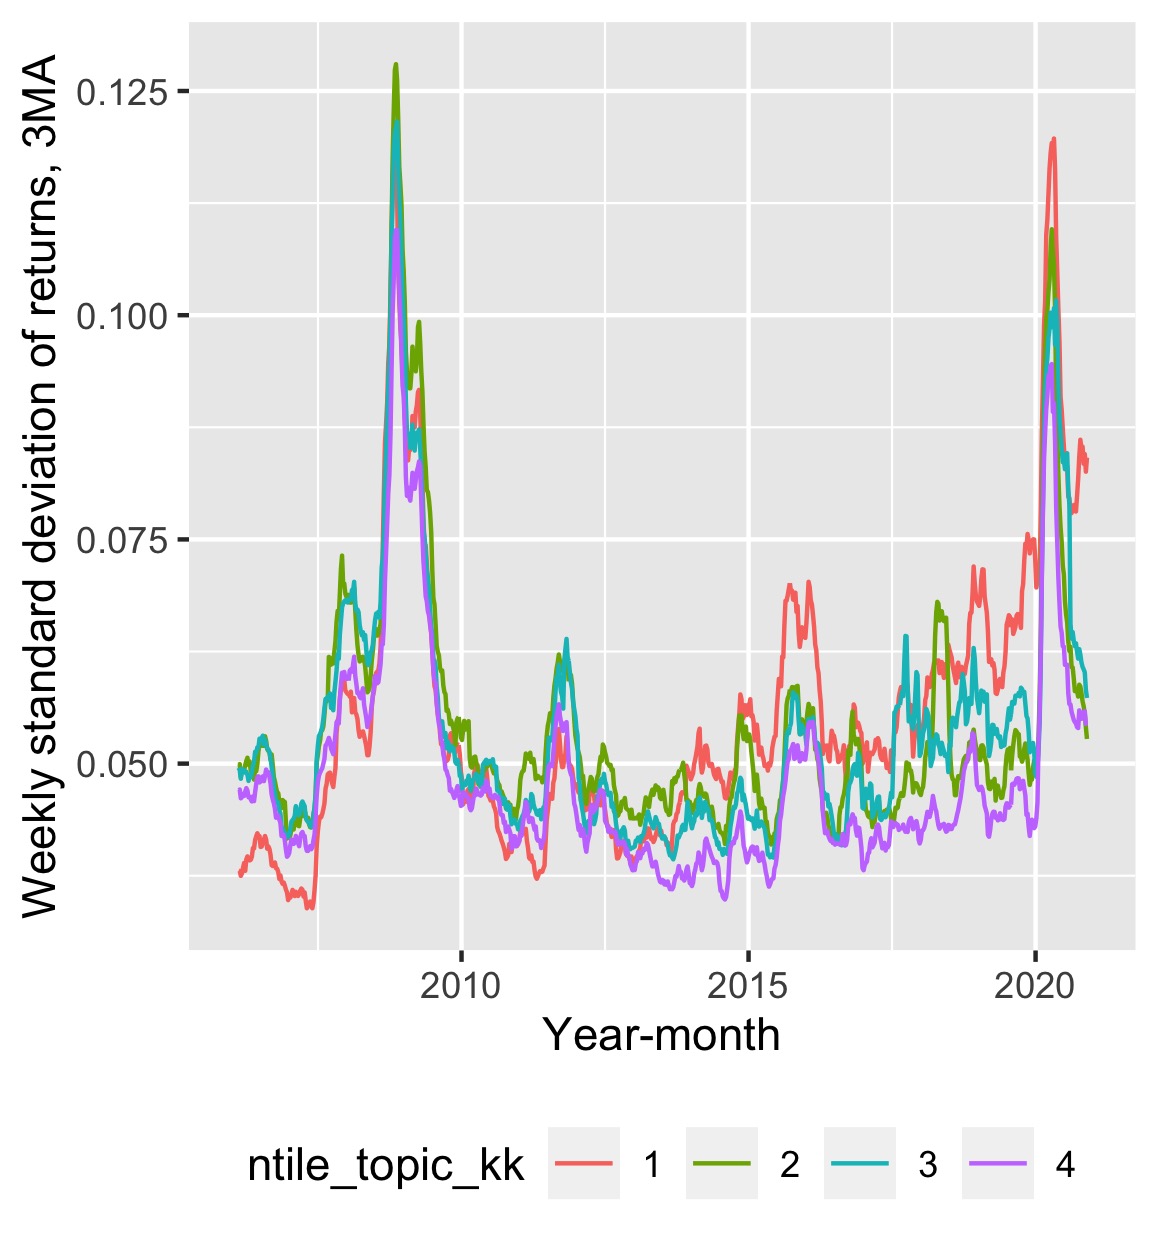 Weekly standard deviation of returns, 3MA
0.125
0.100
0.075
0.050
2010 2015 2020
Year-month
ntile_topic_kk 1 2 3 4